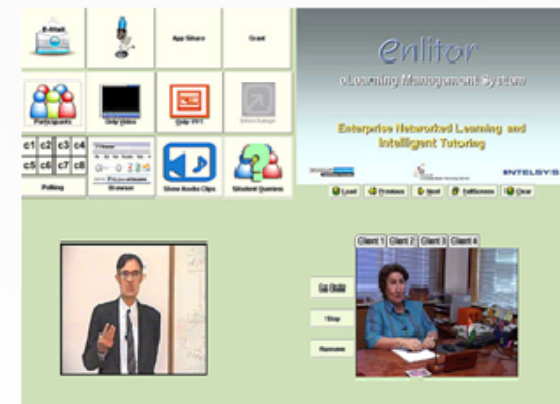 E-Mail
App Share
Grant
enlitor
eLearning Management System
Participants
Only Video
Only PPT
Enterprise Networked Learning and
Intelligent Tutoring
c1 c2 c3 c4
c5 c6 c7 c8
Polling
Browser
Show Audio Clips
Student Queries
INTELSYS
Load
Previous
Next
FullScreen
Clear
Client 1
Client 2
Client 3
Client 4
Stop
Remove